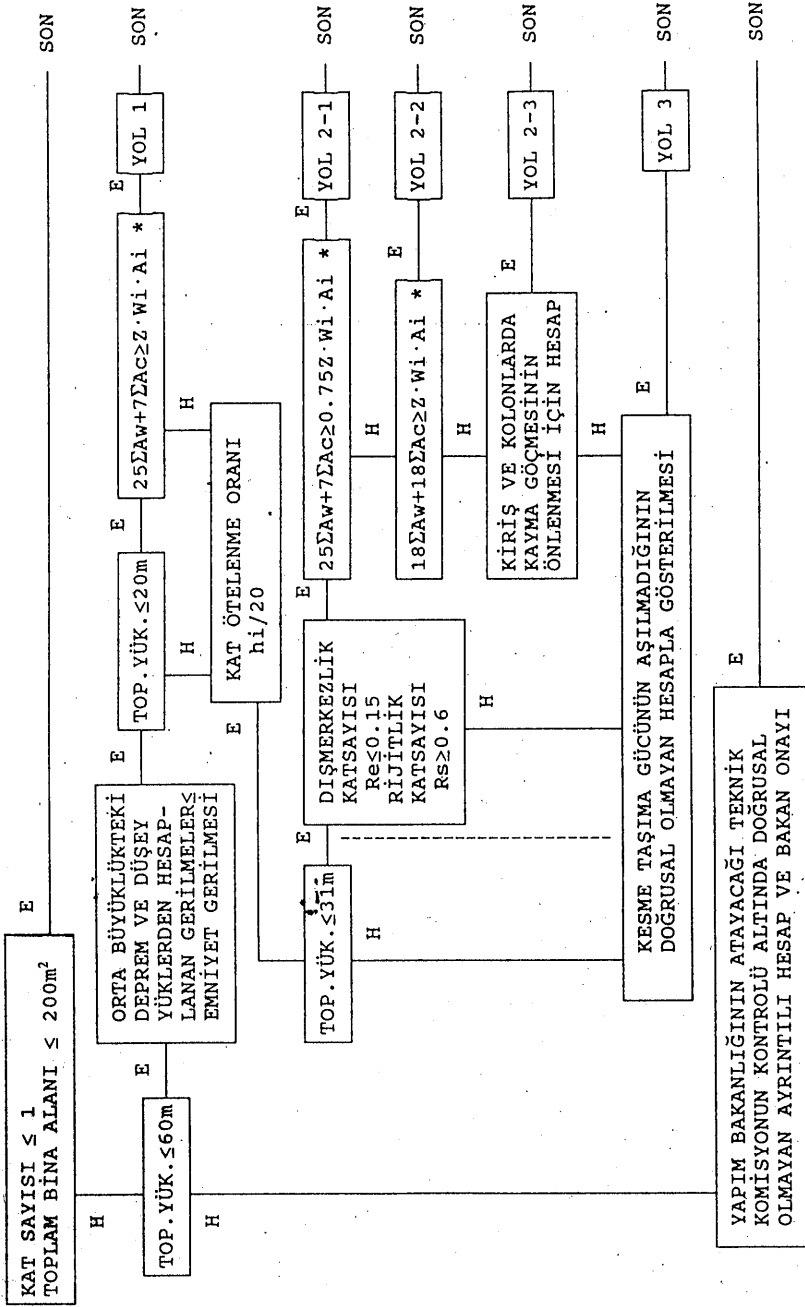 KAT SAYISI ≤ 1
TOPLAM BİNA ALANI ≤ 200m²
E
SON
H
TOP.YÜK.≤60m
E
H
ORTA BÜYÜKLÜKTEKİ
DEPREM VE DÜŞEY
YÜKLERDEN HESAP-
LANAN GERİLMELER≤
EMNİYET GERİLMESİ
E
TOP.YÜK.≤20m
E
H
25ΣAw+7ΣAc≥Z·Wi·Ai *
E
H
YOL 1
SON
KAT ÖTELENME ORANI
hi/20
E
TOP.YÜK.≤31m
E
H
DIŞMERKEZLİK
KATSAYISI
Re≤0.15
RİJİTLİK
KATSAYISI
Rs≥0.6
E
H
25ΣAw+7ΣAc≥0.75Z·Wi·Ai *
E
H
YOL 2-1
SON
18ΣAw+18ΣAc≥Z·Wi·Ai *
E
H
YOL 2-2
SON
KİRİŞ VE KOLONLARDA
KAYMA GÖÇMESİNİN
ÖNLENMESİ İÇİN HESAP
E
H
YOL 2-3
SON
KESME TAŞIMA GÜCÜNÜN AŞILMADIĞININ
DOĞRUSAL OLMAYAN HESAPLA GÖSTERİLMESİ
E
YOL 3
SON
YAPIM BAKANLIĞININ ATAYACAĞI TEKNİK
KOMİSYONUN KONTROLÜ ALTINDA DOĞRUSAL
OLMAYAN AYRINTILI HESAP VE BAKAN ONAYI
E
SON